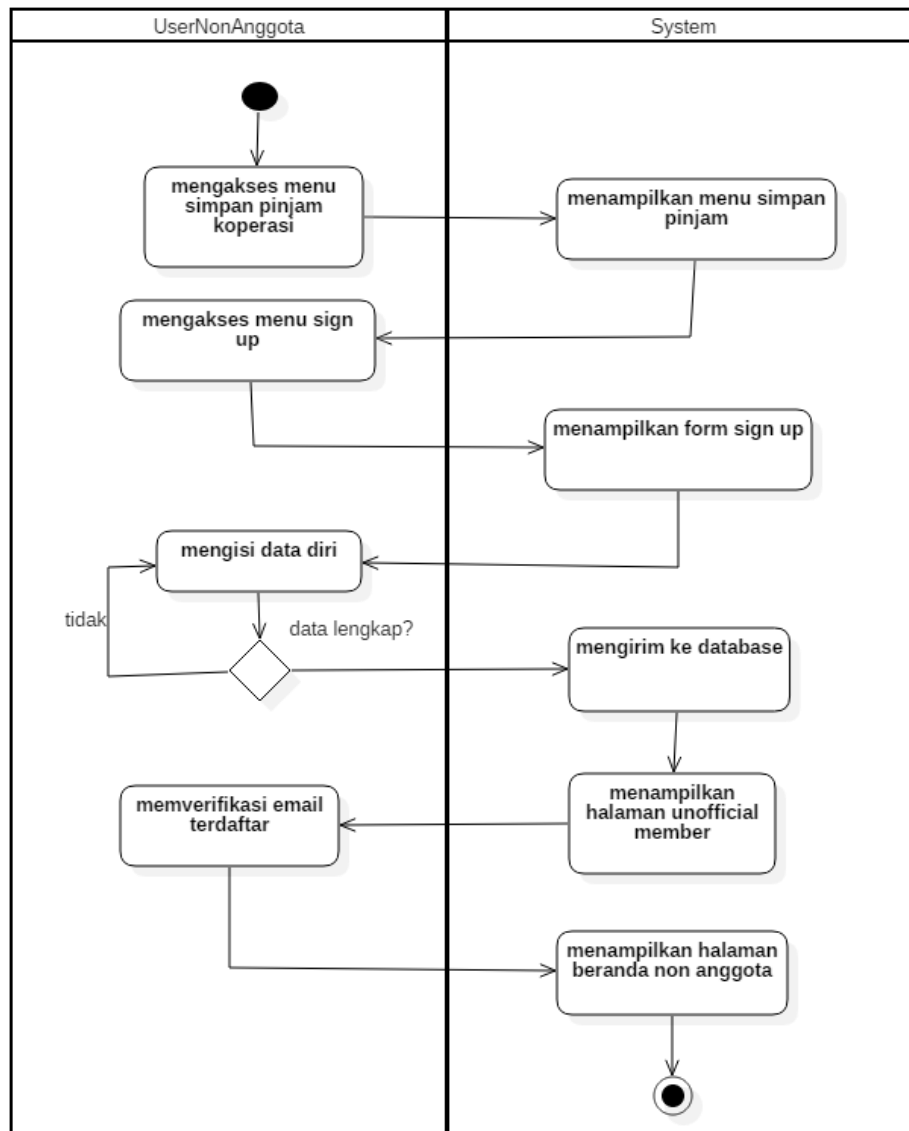 UserNonAnggota
System
mengakses menu
simpan pinjam
koperasi
menampilkan menu simpan
pinjam
mengakses menu sign
up
menampilkan form sign up
mengisi data diri
tidak
data lengkap?
mengirim ke database
menampilkan
halaman unofficial
member
memverifikasi email
terdaftar
menampilkan halaman
beranda non anggota